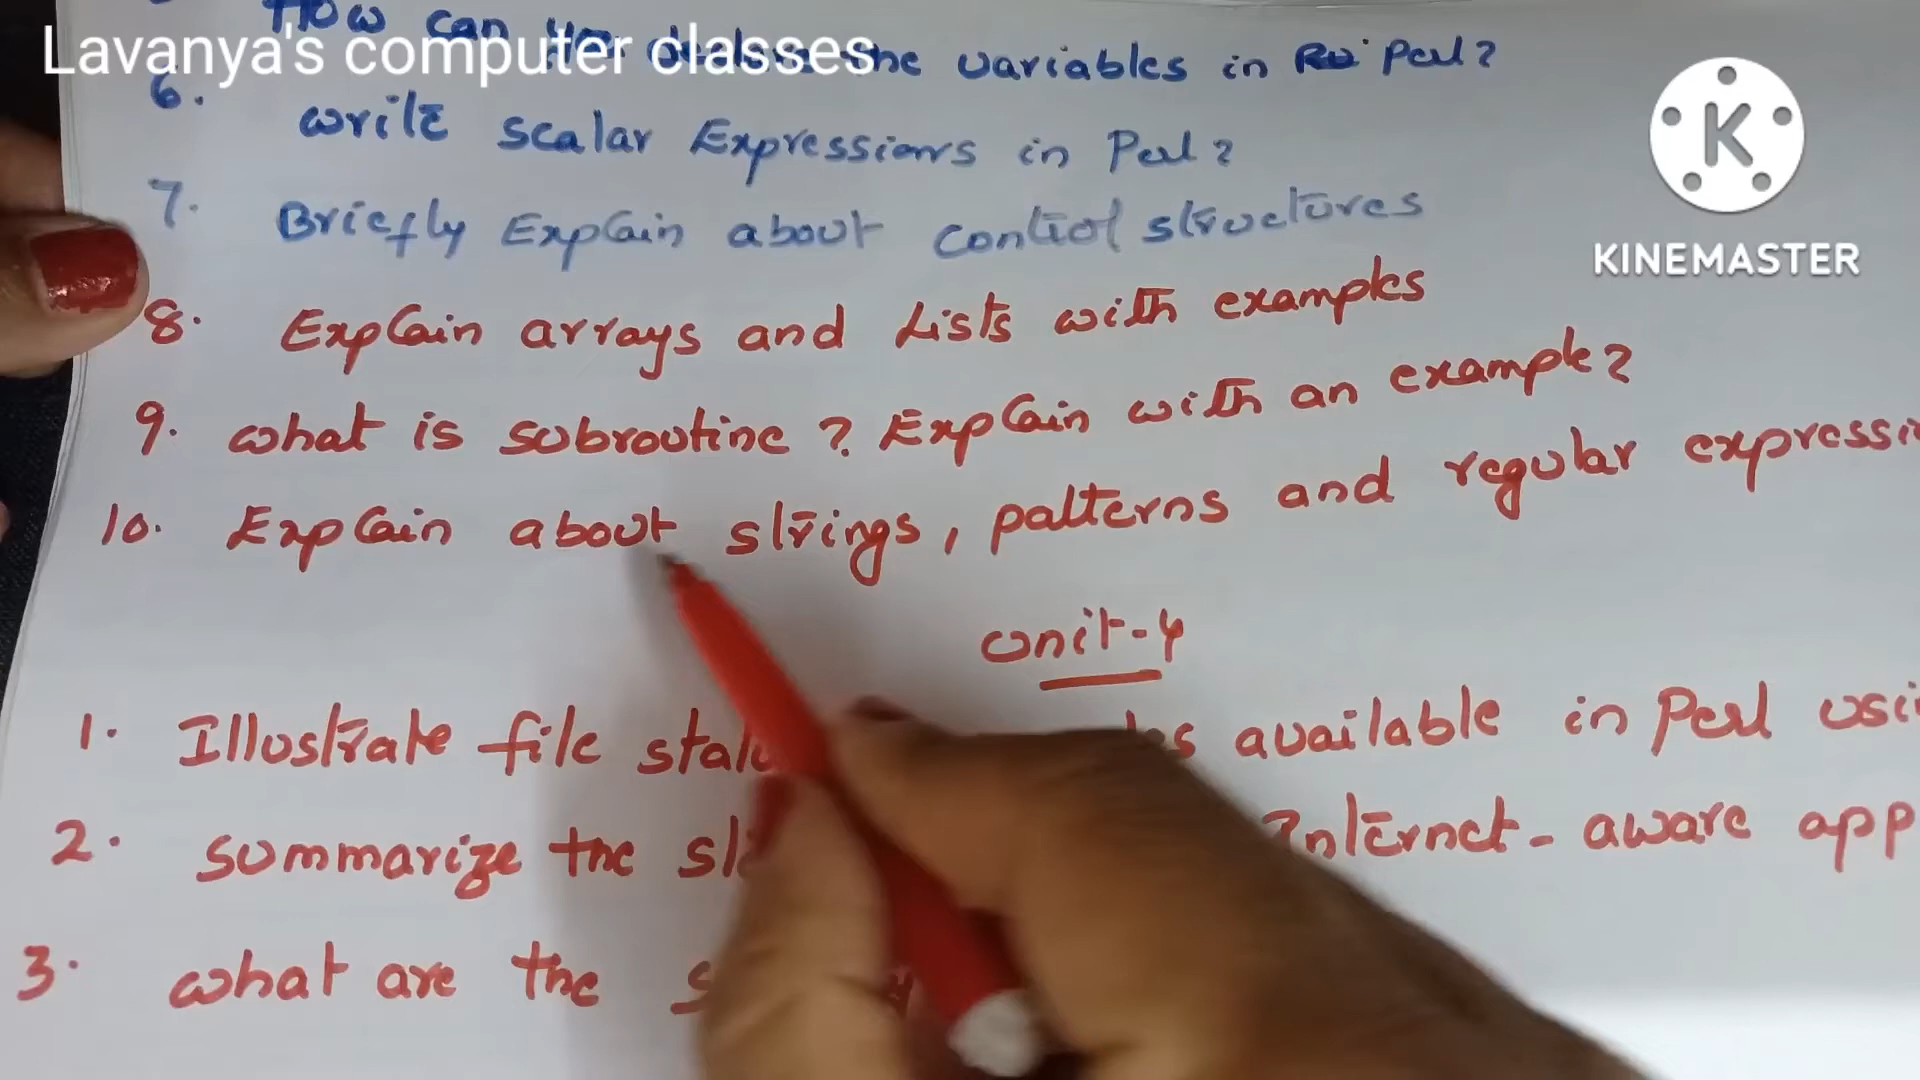 How can the variables in Perl?
Lavanya's computer classes
6. write scalar Expressions in Perl?
7. Briefly Explain about control structures
8. Explain arrays and Lists with examples
9. what is subroutine? Explain with an example?
10. Explain about strings, patterns and regular expressi
Unit-4
1. Illustrate file available in Perl usi
2. summarize the Internet-aware app
3. what are the
K
KINEMASTER